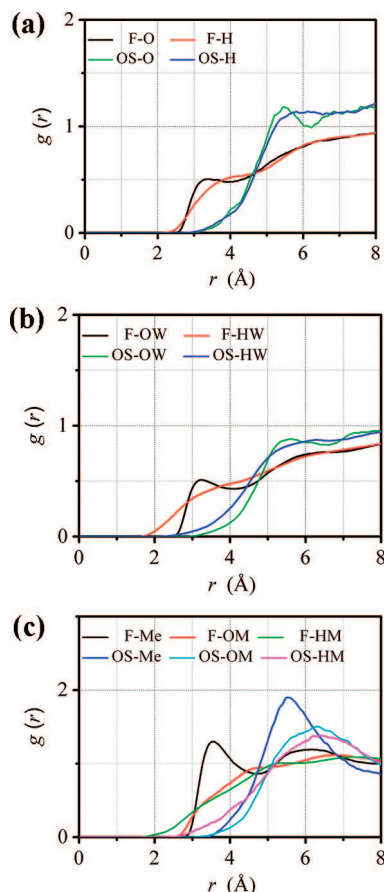 (a)
F-O F-H
OS-O OS-H
2
1
0
g (r)
0 2 4 6 8
r (Å)
(b)
F-OW F-HW
OS-OW OS-HW
2
1
0
g (r)
0 2 4 6 8
r (Å)
(c)
F-Me F-OM F-HM
OS-Me OS-OM OS-HM
2
1
0
g (r)
0 2 4 6 8
r (Å)